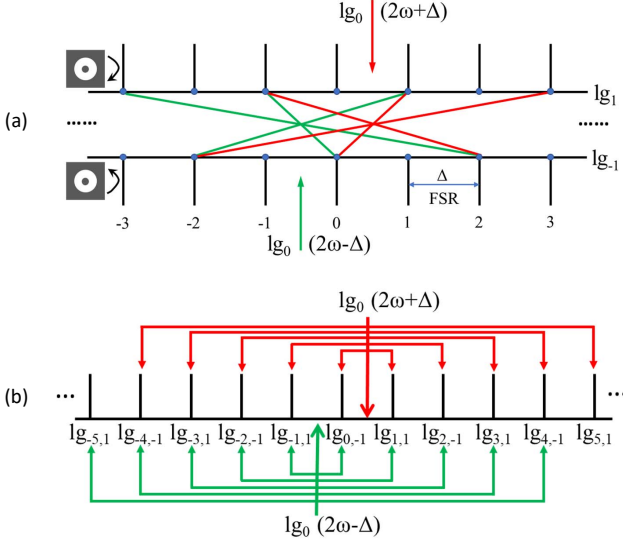 lg₀ (2ω+Δ)
lg₁
(a)
...... ......
lg₋₁
Δ
FSR
-3 -2 -1 0 1 2 3
lg₀ (2ω-Δ)
lg₀ (2ω+Δ)
(b)
... ...
lg₋₅,₁ lg₋₄,₋₁ lg₋₃,₁ lg₋₂,₋₁ lg₋₁,₁ lg₀,₋₁ lg₁,₁ lg₂,₋₁ lg₃,₁ lg₄,₋₁ lg₅,₁
lg₀ (2ω-Δ)